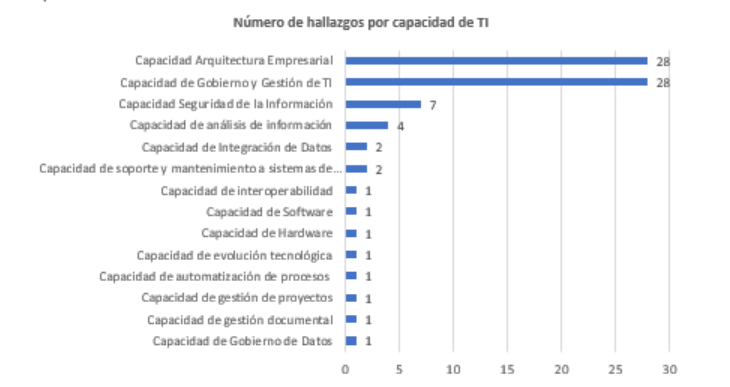 Número de hallazgos por capacidad de TI
Capacidad Arquitectura Empresarial 28
Capacidad de Gobierno y Gestión de TI 28
Capacidad Seguridad de la Información 7
Capacidad de análisis de información 4
Capacidad de Integración de Datos 2
Capacidad de soporte y mantenimiento a sistemas de... 2
Capacidad de interoperabilidad 1
Capacidad de Software 1
Capacidad de Hardware 1
Capacidad de evolución tecnológica 1
Capacidad de automatización de procesos 1
Capacidad de gestión de proyectos 1
Capacidad de gestión documental 1
Capacidad de Gobierno de Datos 1
0 5 10 15 20 25 30